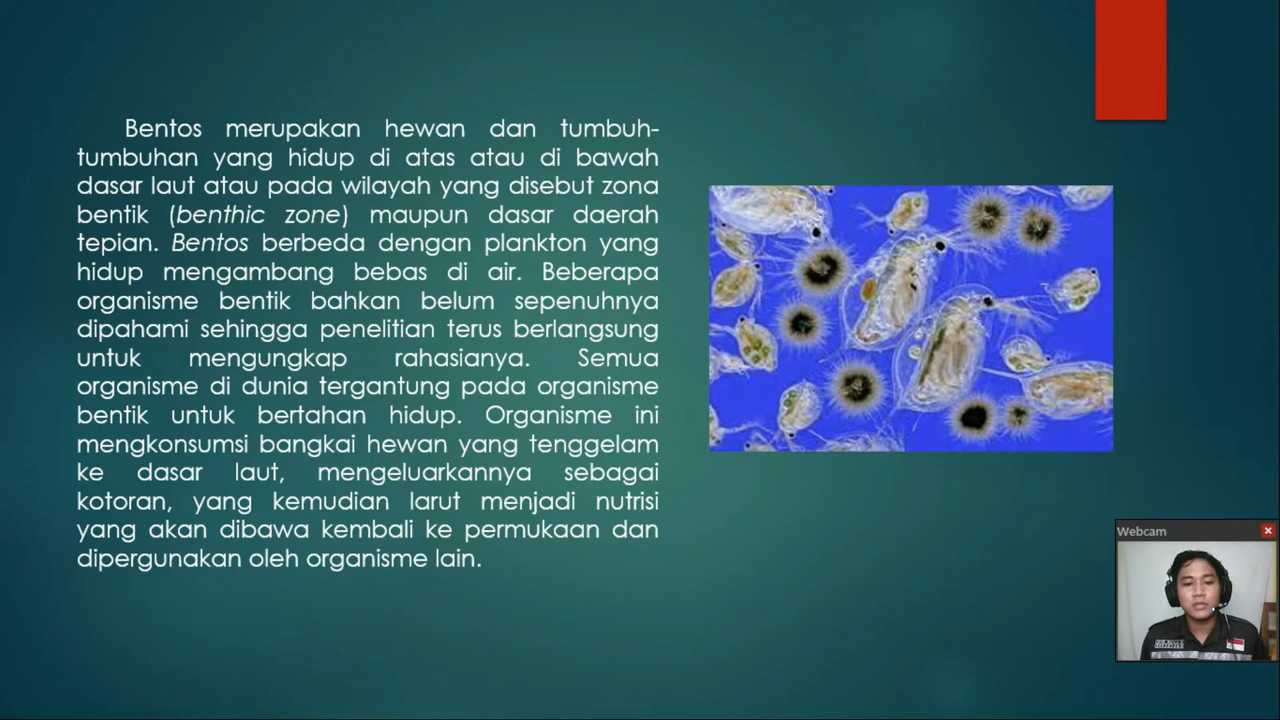 Bentos merupakan hewan dan tumbuh-
tumbuhan yang hidup di atas atau di bawah
dasar laut atau pada wilayah yang disebut zona
bentik (benthic zone) maupun dasar daerah
tepian. Bentos berbeda dengan plankton yang
hidup mengambang bebas di air. Beberapa
organisme bentik bahkan belum sepenuhnya
dipahami sehingga penelitian terus berlangsung
untuk mengungkap rahasianya. Semua
organisme di dunia tergantung pada organisme
bentik untuk bertahan hidup. Organisme ini
mengkonsumsi bangkai hewan yang tenggelam
ke dasar laut, mengeluarkannya sebagai
kotoran, yang kemudian larut menjadi nutrisi
yang akan dibawa kembali ke permukaan dan
dipergunakan oleh organisme lain.
Webcam